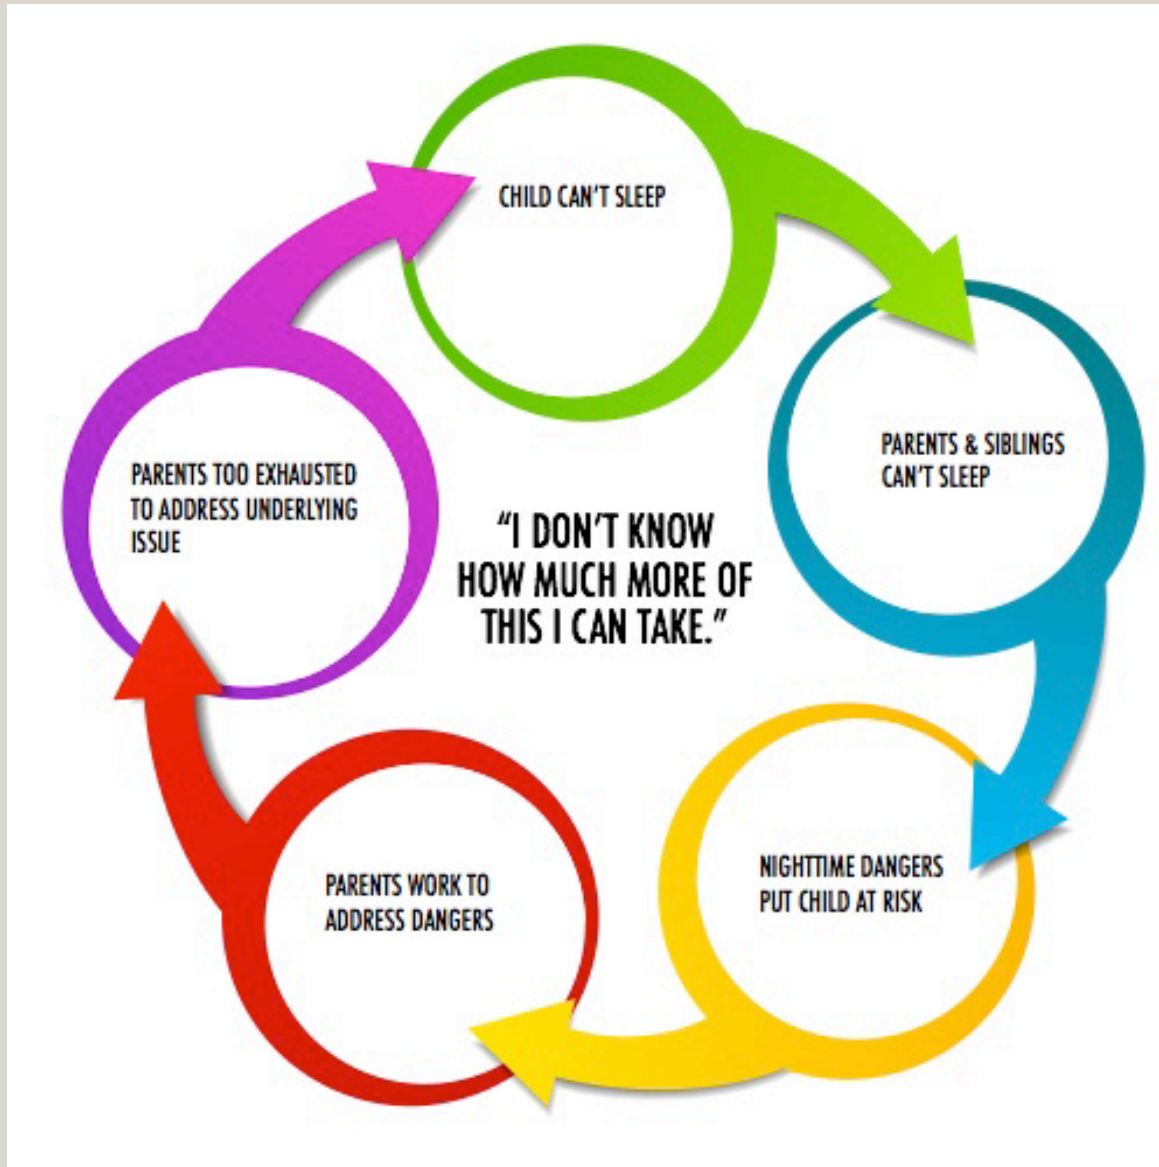 CHILD CAN'T SLEEP
PARENTS & SIBLINGS
CAN'T SLEEP
NIGHTTIME DANGERS
PUT CHILD AT RISK
PARENTS WORK TO
ADDRESS DANGERS
PARENTS TOO EXHAUSTED
TO ADDRESS UNDERLYING
ISSUE
“I DON'T KNOW
HOW MUCH MORE OF
THIS I CAN TAKE.”